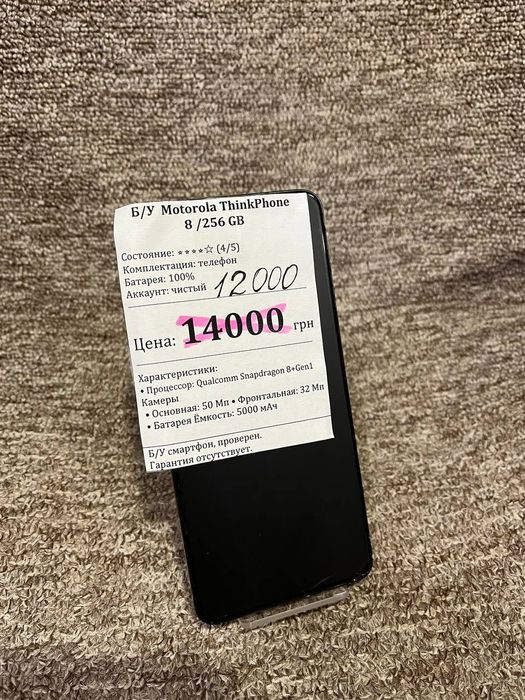 Б/У Motorola ThinkPhone
8 /256 GB
Состояние: ★★★★☆ (4/5)
Комплектация: телефон
Батарея: 100%
Аккаунт: чистый 12000
Цена: 14000 грн
Характеристики:
• Процессор: Qualcomm Snapdragon 8+Gen1
Камеры
• Основная: 50 Мп • Фронтальная: 32 Мп
• Батарея Ёмкость: 5000 мАч
Б/У смартфон, проверен.
Гарантия отсутствует.